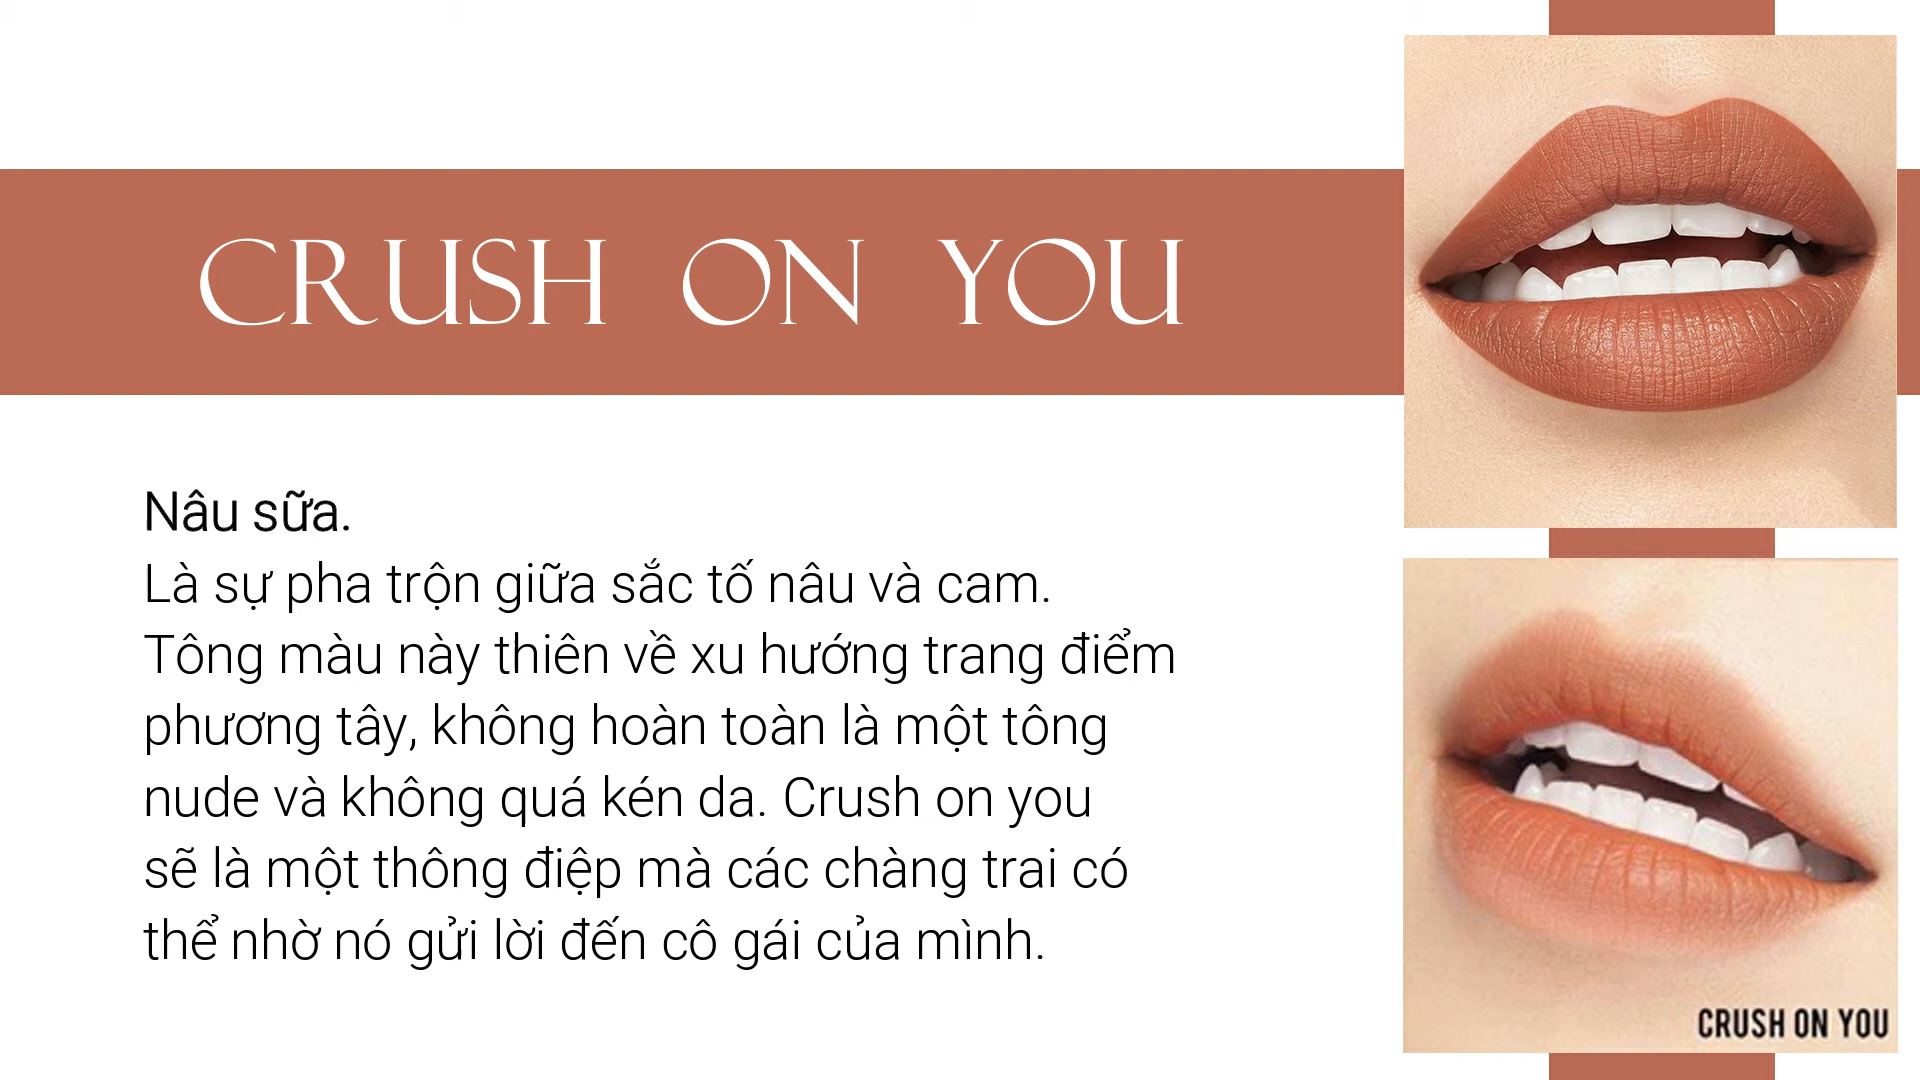 CRUSH ON YOU
Nâu sữa.
Là sự pha trộn giữa sắc tố nâu và cam.
Tông màu này thiên về xu hướng trang điểm
phương tây, không hoàn toàn là một tông
nude và không quá kén da. Crush on you
sẽ là một thông điệp mà các chàng trai có
thể nhờ nó gửi lời đến cô gái của mình.
CRUSH ON YOU